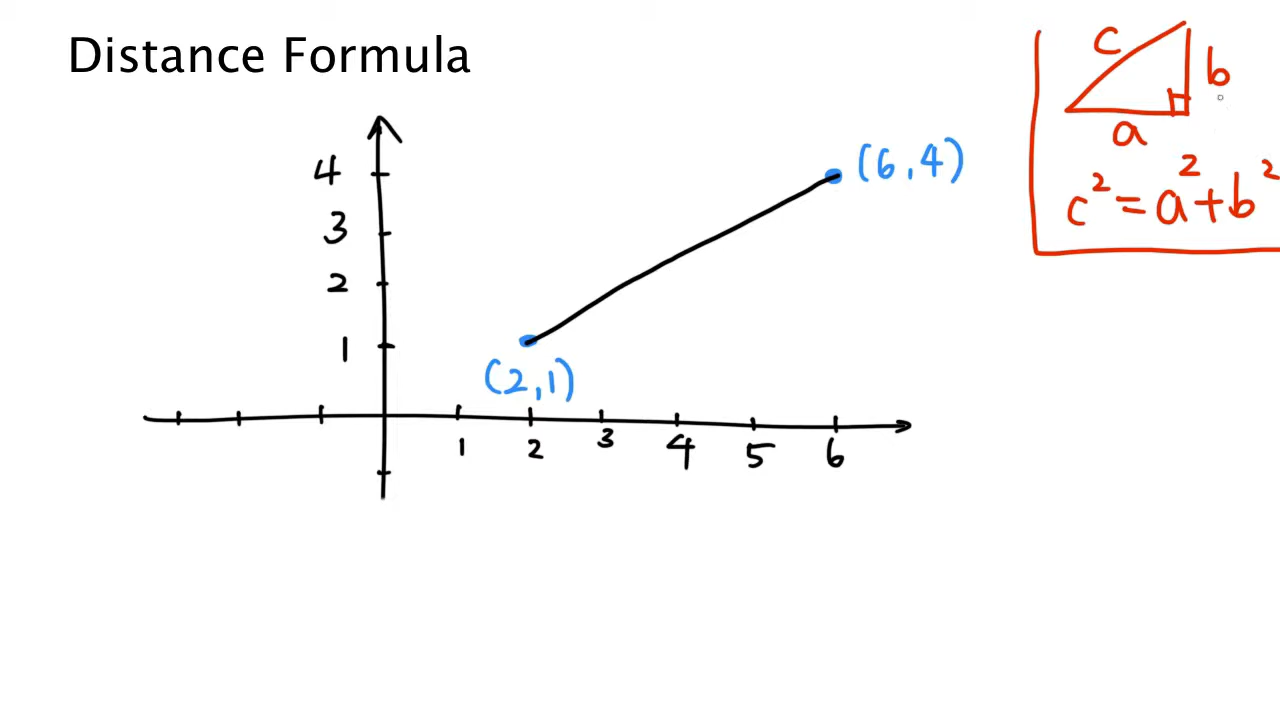 Distance Formula
c
b
a
c² = a² + b²
4
3
2
1
(6,4)
(2,1)
1 2 3 4 5 6